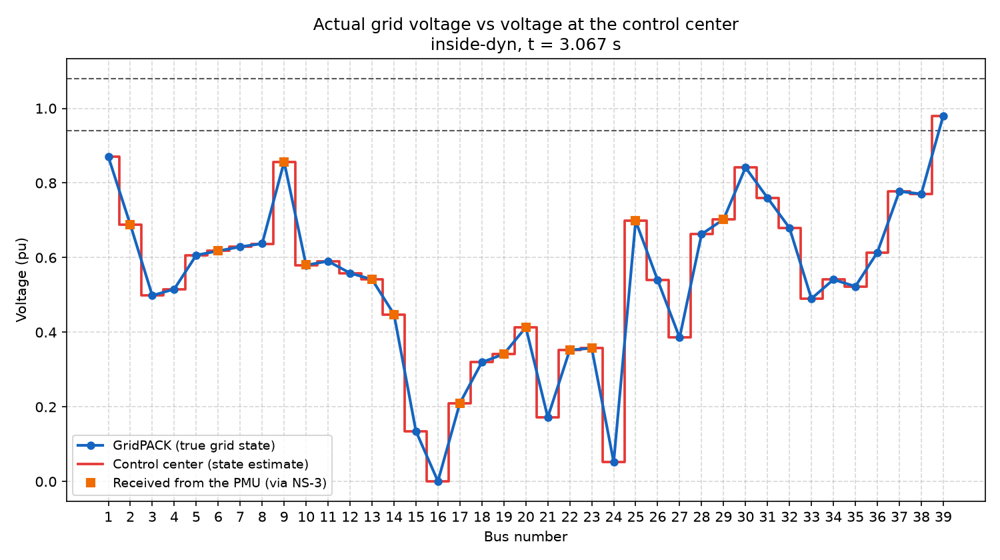 Actual grid voltage vs voltage at the control center
inside-dyn, t = 3.067 s
Voltage (pu)
1.0
0.8
0.6
0.4
0.2
0.0
GridPACK (true grid state)
Control center (state estimate)
Received from the PMU (via NS-3)
1 2 3 4 5 6 7 8 9 10 11 12 13 14 15 16 17 18 19 20 21 22 23 24 25 26 27 28 29 30 31 32 33 34 35 36 37 38 39
Bus number